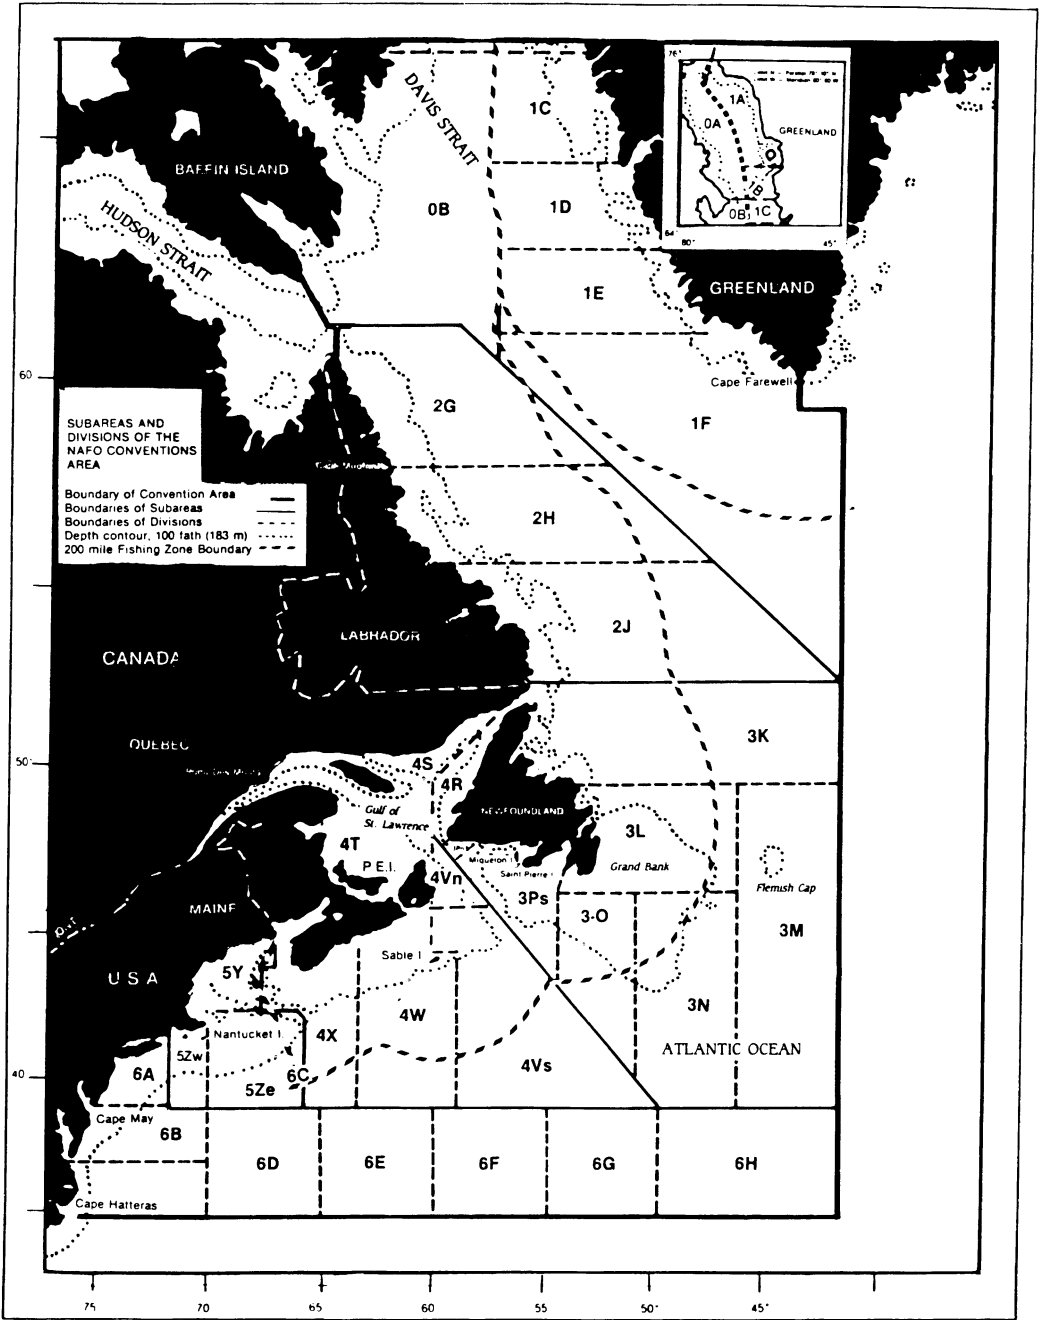 76°
1A
0A
GREENLAND
1B
0B
1C
64°
80°
45°
DAVIS STRAIT
1C
BAFFIN ISLAND
0B
1D
HUDSON STRAIT
1E
GREENLAND
60
Cape Farewell
2G
1F
SUBAREAS AND
DIVISIONS OF THE
NAFO CONVENTIONS
AREA
Boundary of Convention Area
Boundaries of Subareas
Boundaries of Divisions
Depth contour, 100 fath (183 m)
200 mile Fishing Zone Boundary
2H
2J
LABRADOR
CANADA
QUEBEC
3K
50°
4S
4R
NEWFOUNDLAND
Gulf of
St. Lawrence
3L
4T
Miquelon I.
Grand Bank
P.E.I.
Saint Pierre I.
Flemish Cap
4Vn
3Ps
MAINE
3-O
3M
Sable I.
5Y
U S A
3N
4W
Nantucket I.
4X
ATLANTIC OCEAN
5Zw
4Vs
40
6A
6C
5Ze
Cape May
6B
6D
6E
6F
6G
6H
Cape Hatteras
75
70
65
60
55
50°
45°